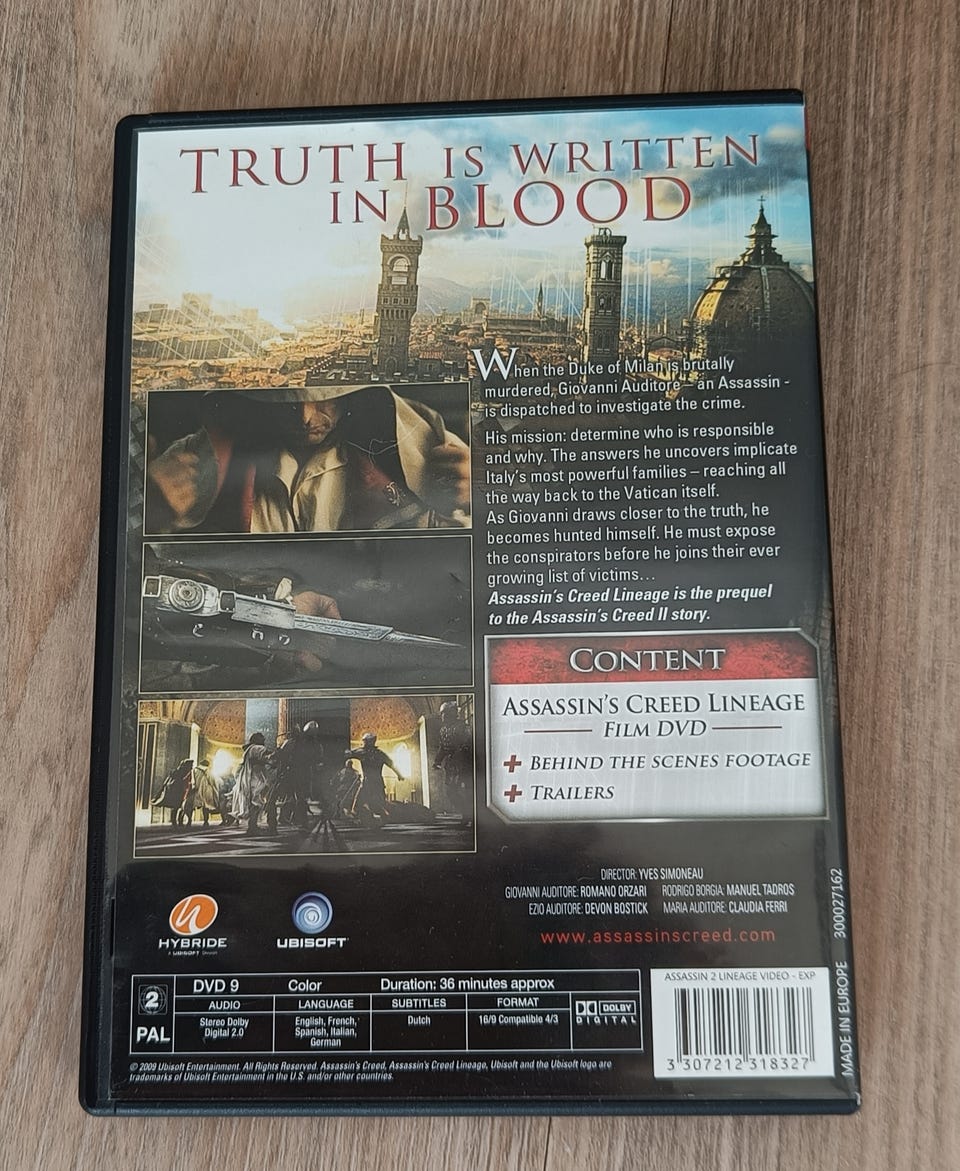 TRUTH IS WRITTEN
IN BLOOD
When the Duke of Milan is brutally
murdered, Giovanni Auditore – an Assassin -
is dispatched to investigate the crime.
His mission: determine who is responsible
and why. The answers he uncovers implicate
Italy's most powerful families – reaching all
the way back to the Vatican itself.
As Giovanni draws closer to the truth, he
becomes hunted himself. He must expose
the conspirators before he joins their ever
growing list of victims...
Assassin's Creed Lineage is the prequel
to the Assassin's Creed II story.
CONTENT
ASSASSIN'S CREED LINEAGE
FILM DVD
+ BEHIND THE SCENES FOOTAGE
+ TRAILERS
DIRECTOR: YVES SIMONEAU
GIOVANNI AUDITORE: ROMANO ORZARI RODRIGO BORGIA: MANUEL TADROS
EZIO AUDITORE: DEVON BOSTICK MARIA AUDITORE: CLAUDIA FERRI
www.assassinscreed.com
HYBRIDE
A UBISOFT Division
UBISOFT
2
PAL
DVD 9 Color Duration: 36 minutes approx
AUDIO LANGUAGE SUBTITLES FORMAT
Stereo Dolby
Digital 2.0
English, French,
Spanish, Italian,
German
Dutch
16/9 Compatible 4/3
DOLBY
DIGITAL
ASSASSIN 2 LINEAGE VIDEO - EXP
3 307212 318327
MADE IN EUROPE 300027162
© 2009 Ubisoft Entertainment. All Rights Reserved. Assassin's Creed, Assassin's Creed Lineage, Ubisoft and the Ubisoft logo are
trademarks of Ubisoft Entertainment in the U.S. and/or other countries.